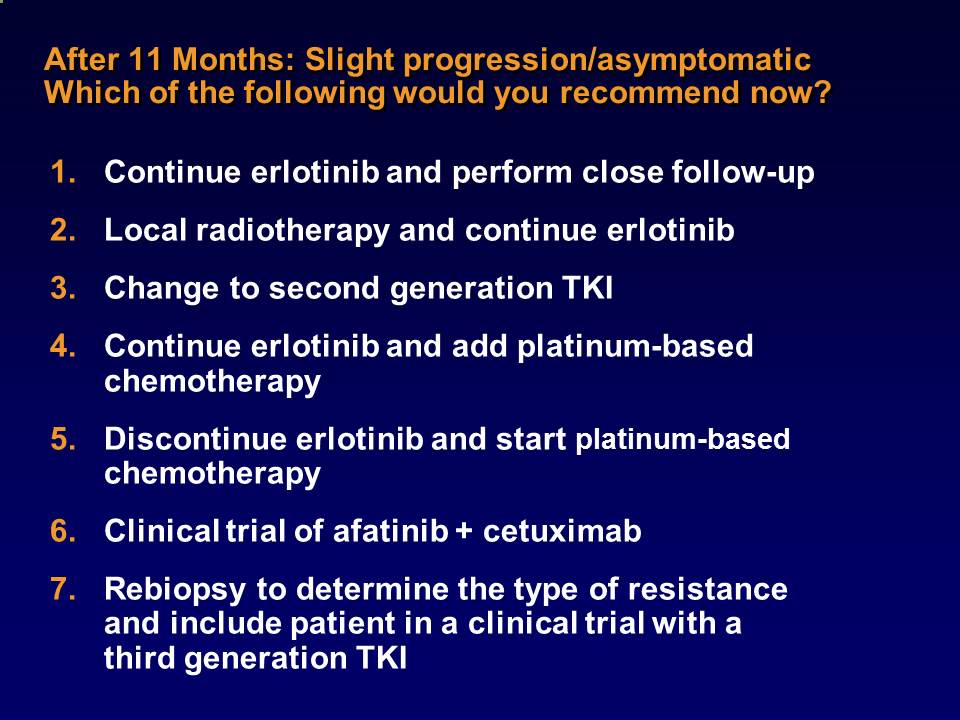 After 11 Months: Slight progression/asymptomatic
Which of the following would you recommend now?
1. Continue erlotinib and perform close follow-up
2. Local radiotherapy and continue erlotinib
3. Change to second generation TKI
4. Continue erlotinib and add platinum-based
chemotherapy
5. Discontinue erlotinib and start platinum-based
chemotherapy
6. Clinical trial of afatinib + cetuximab
7. Rebiopsy to determine the type of resistance
and include patient in a clinical trial with a
third generation TKI